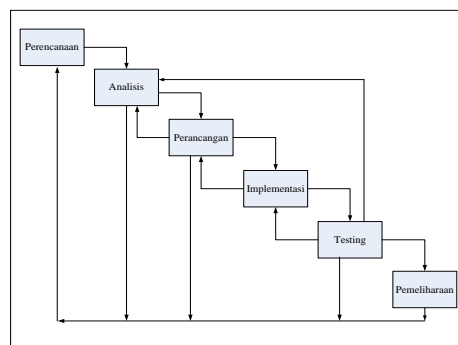 Perencanaan
Analisis
Perancangan
Implementasi
Testing
Pemeliharaan